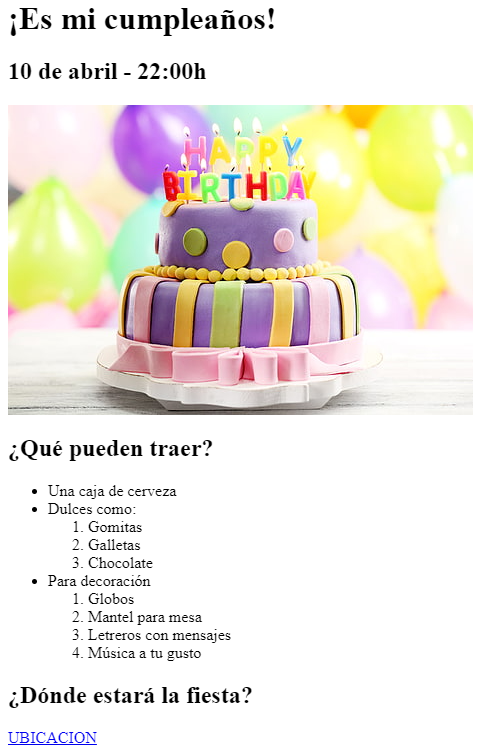 ¡Es mi cumpleaños!
10 de abril - 22:00h
HAPPY
BIRTHDAY
¿Qué pueden traer?
Una caja de cerveza
Dulces como:
1. Gomitas
2. Galletas
3. Chocolate
Para decoración
1. Globos
2. Mantel para mesa
3. Letreros con mensajes
4. Música a tu gusto
¿Dónde estará la fiesta?
UBICACION